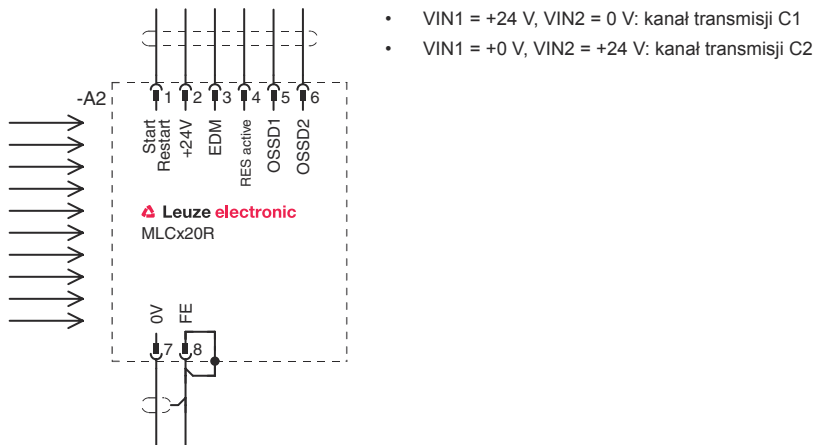 • VIN1 = +24 V, VIN2 = 0 V: kanał transmisji C1
• VIN1 = +0 V, VIN2 = +24 V: kanał transmisji C2
-A2
1 2 3 4 5 6
Start
Restart
+24V
EDM
RES active
OSSD1
OSSD2
Leuze electronic
MLCx20R
0V
FE
7 8